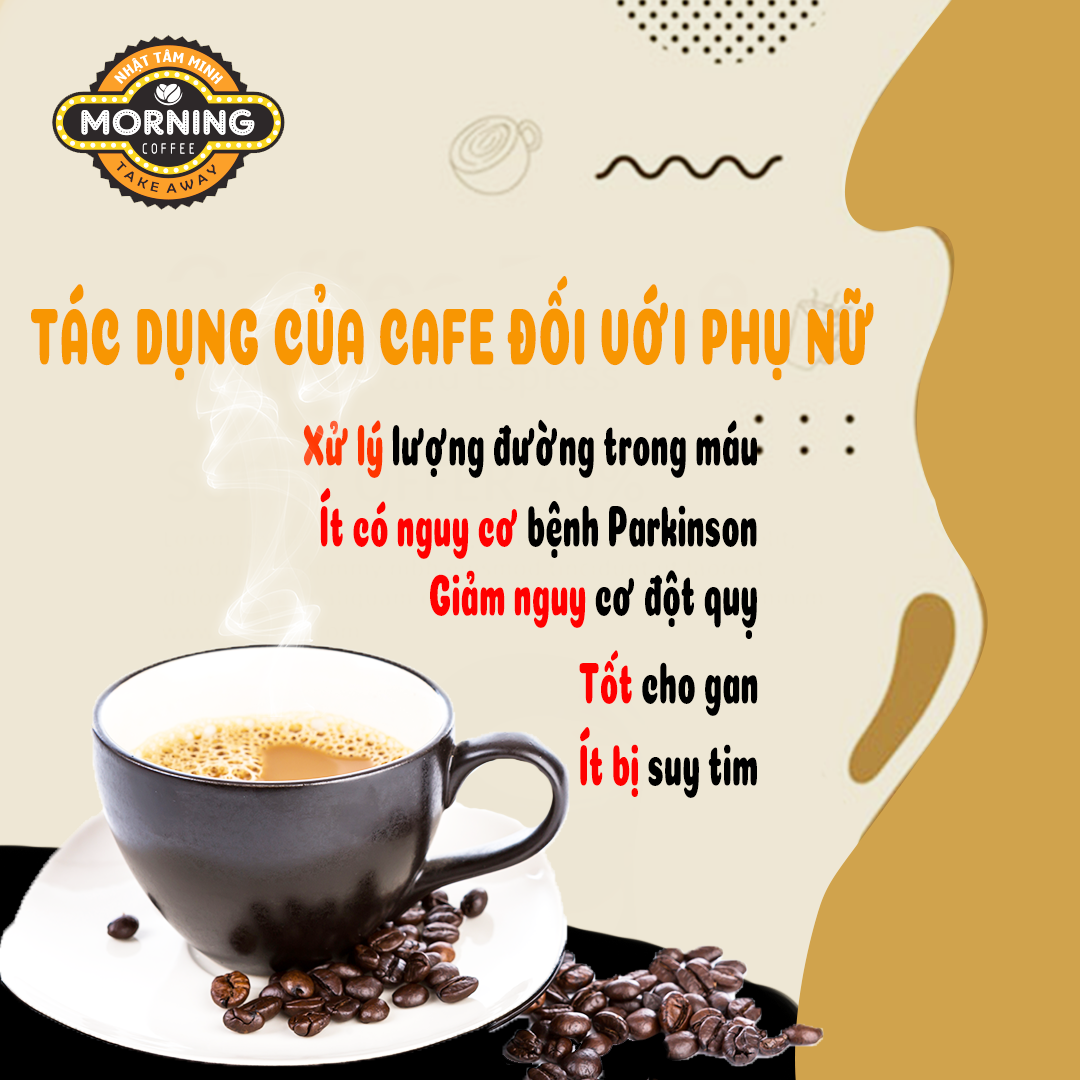 NHẬT TÂM MINH
MORNING
COFFEE
TAKE AWAY
TÁC DỤNG CỦA CAFE ĐỐI VỚI PHỤ NỮ
Xử lý lượng đường trong máu
Ít có nguy cơ bệnh Parkinson
Giảm nguy cơ đột quỵ
Tốt cho gan
Ít bị suy tim